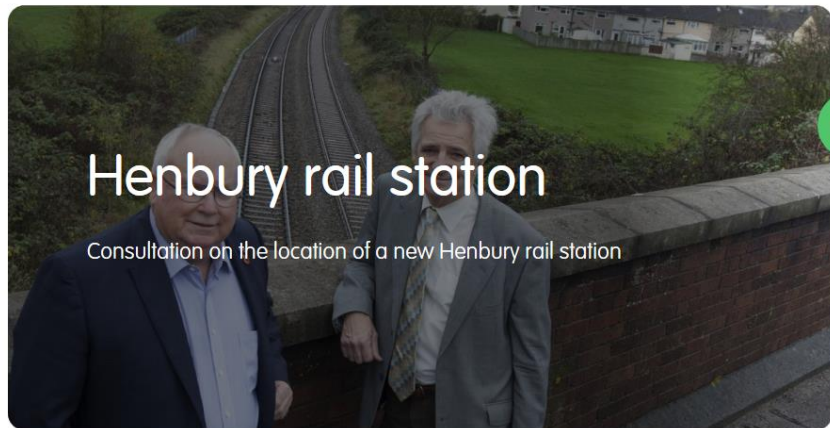 Henbury rail station
Consultation on the location of a new Henbury rail station